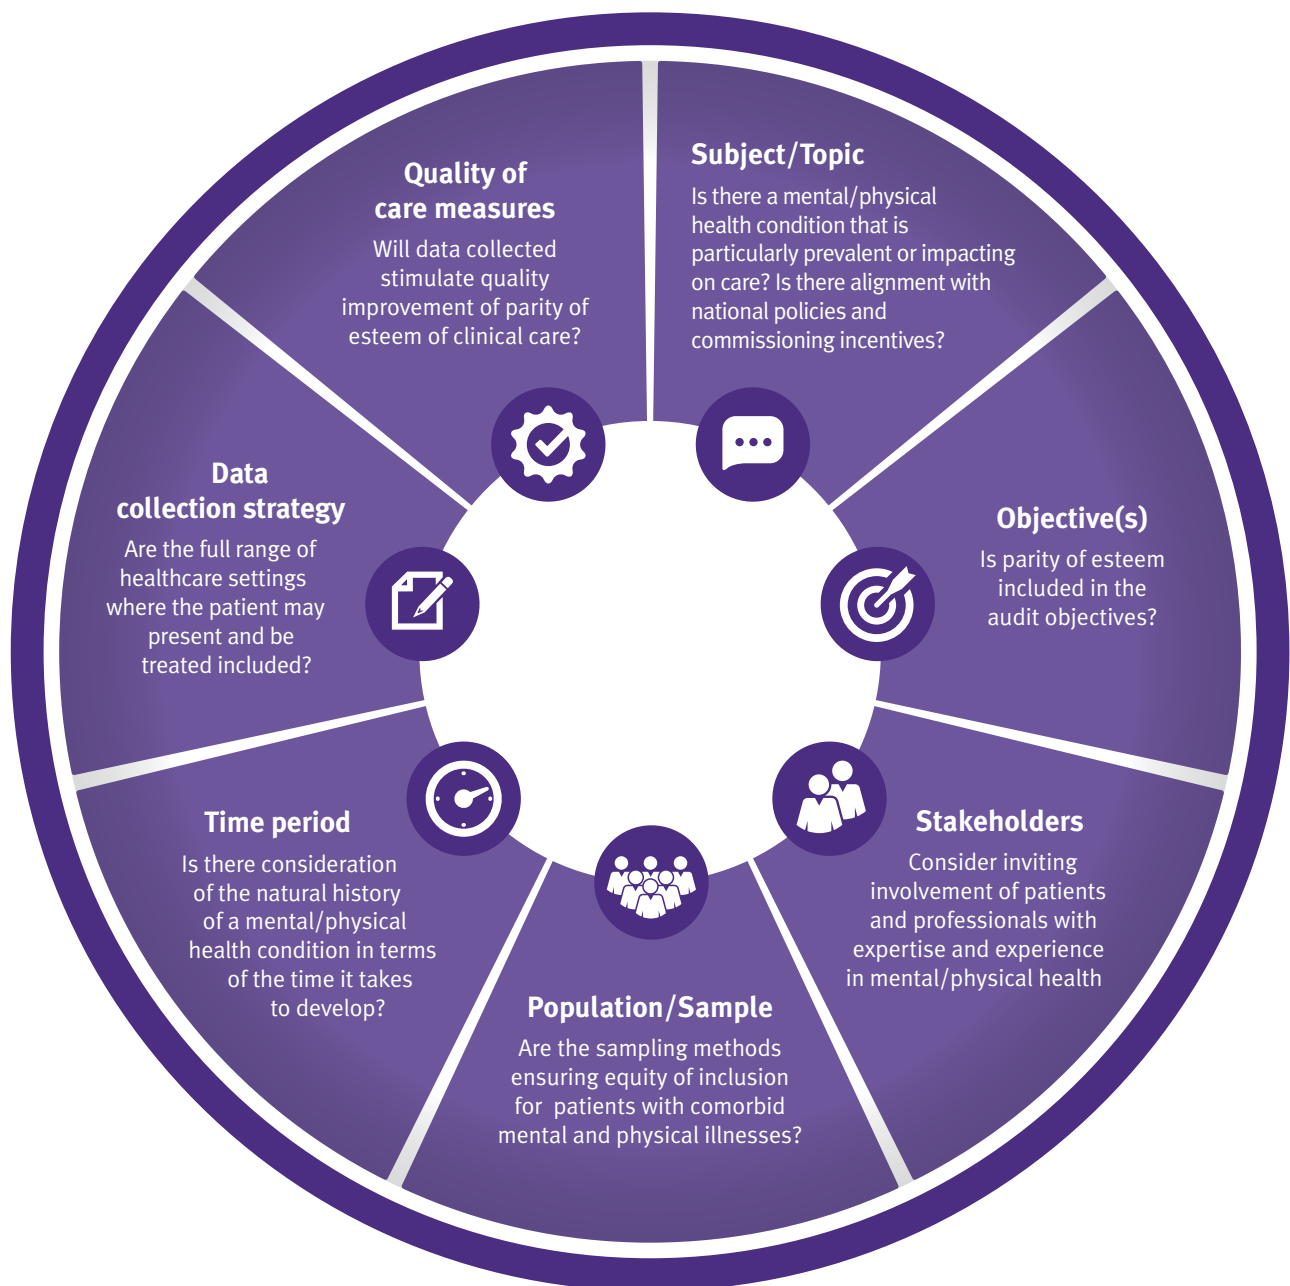 Subject/Topic
Is there a mental/physical
health condition that is
particularly prevalent or impacting
on care? Is there alignment with
national policies and
commissioning incentives?
Objective(s)
Is parity of esteem
included in the
audit objectives?
Stakeholders
Consider inviting
involvement of patients
and professionals with
expertise and experience
in mental/physical health
Population/Sample
Are the sampling methods
ensuring equity of inclusion
for patients with comorbid
mental and physical illnesses?
Time period
Is there consideration
of the natural history
of a mental/physical
health condition in terms
of the time it takes
to develop?
Data
collection strategy
Are the full range of
healthcare settings
where the patient may
present and be
treated included?
Quality of
care measures
Will data collected
stimulate quality
improvement of parity of
esteem of clinical care?